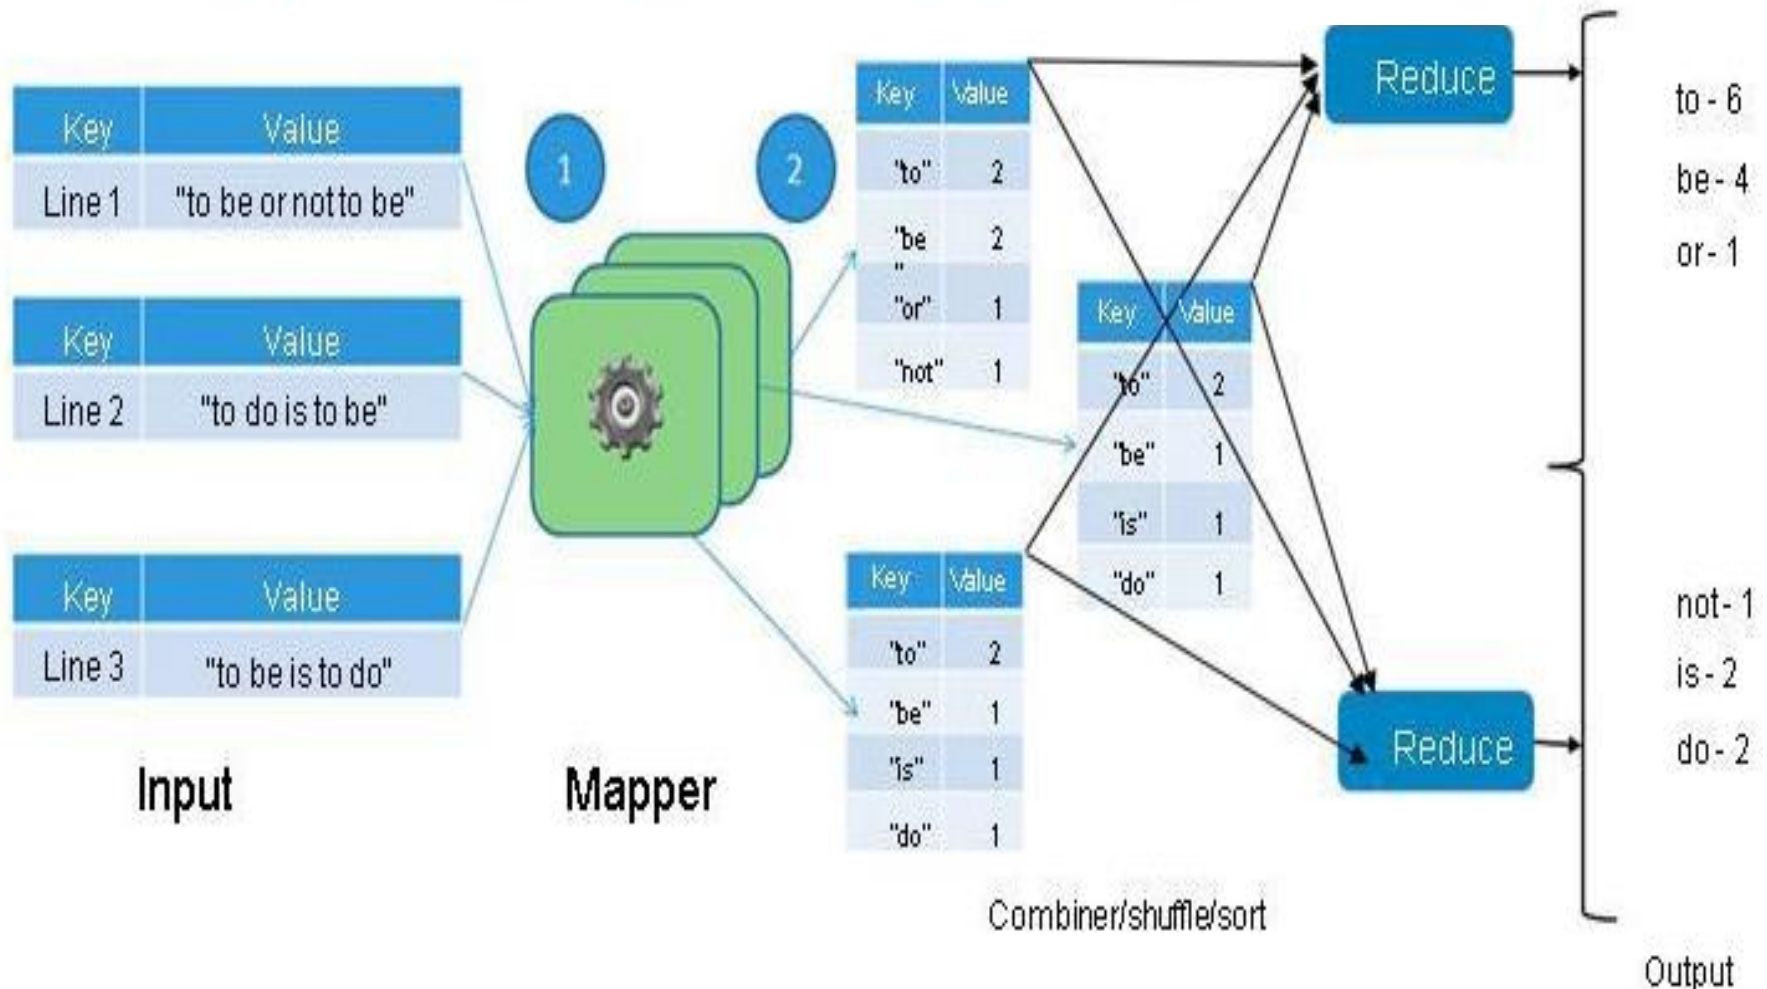 Key Value
Line 1 "to be or not to be"
Key Value
Line 2 "to do is to be"
Key Value
Line 3 "to be is to do"
Input
1
2
Mapper
Key Value
"to" 2
"be 2
"
"or" 1
"not" 1
Key Value
"to" 2
"be" 1
"is" 1
"do" 1
Key Value
"to" 2
"be" 1
"is" 1
"do" 1
Combiner/shuffle/sort
Reduce
Reduce
to - 6
be - 4
or - 1
not - 1
is - 2
do - 2
Output